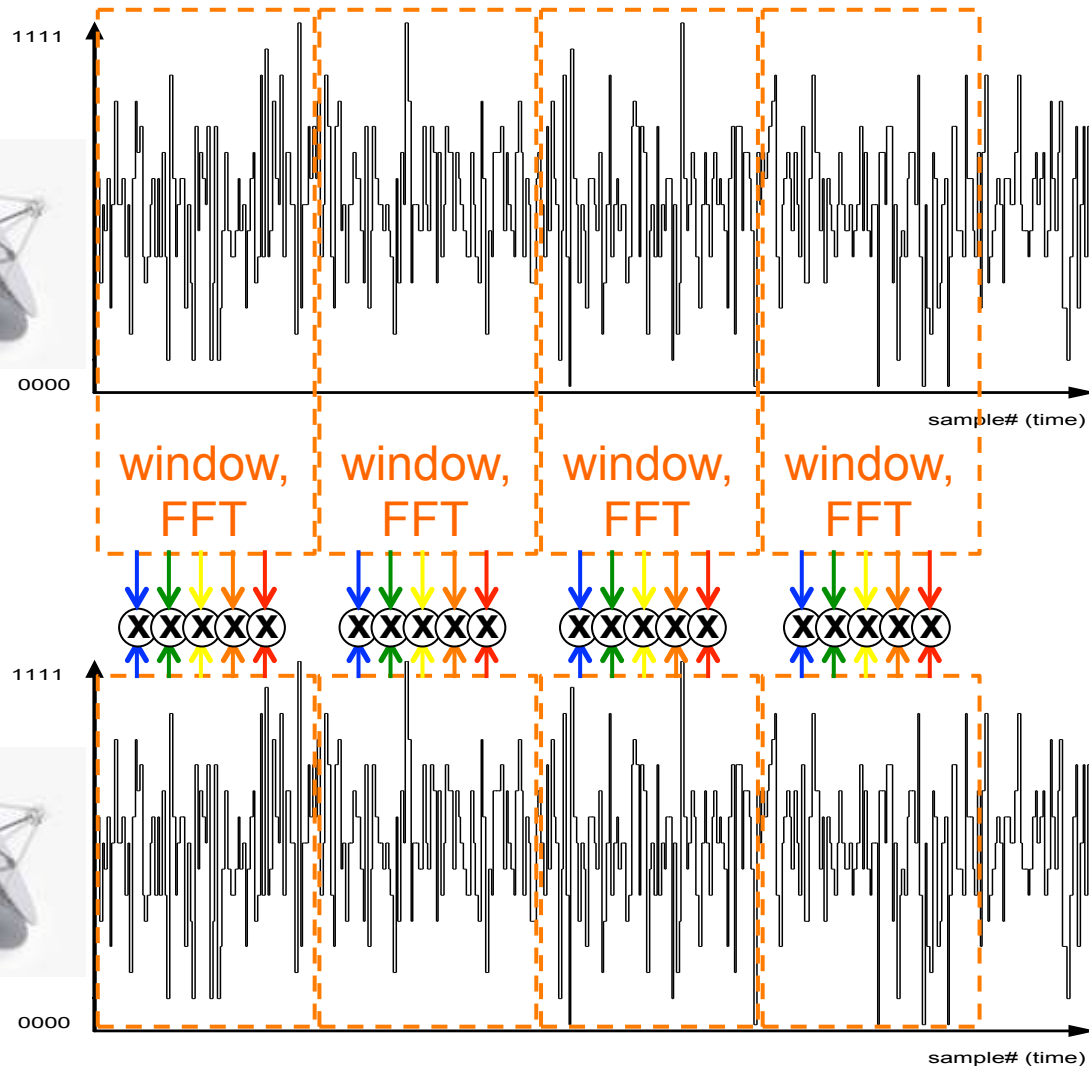 1111
0000
sample# (time)
window, window, window, window,
FFT FFT FFT FFT
X X X X X X X X X X X X X X X X X X X X
1111
0000
sample# (time)